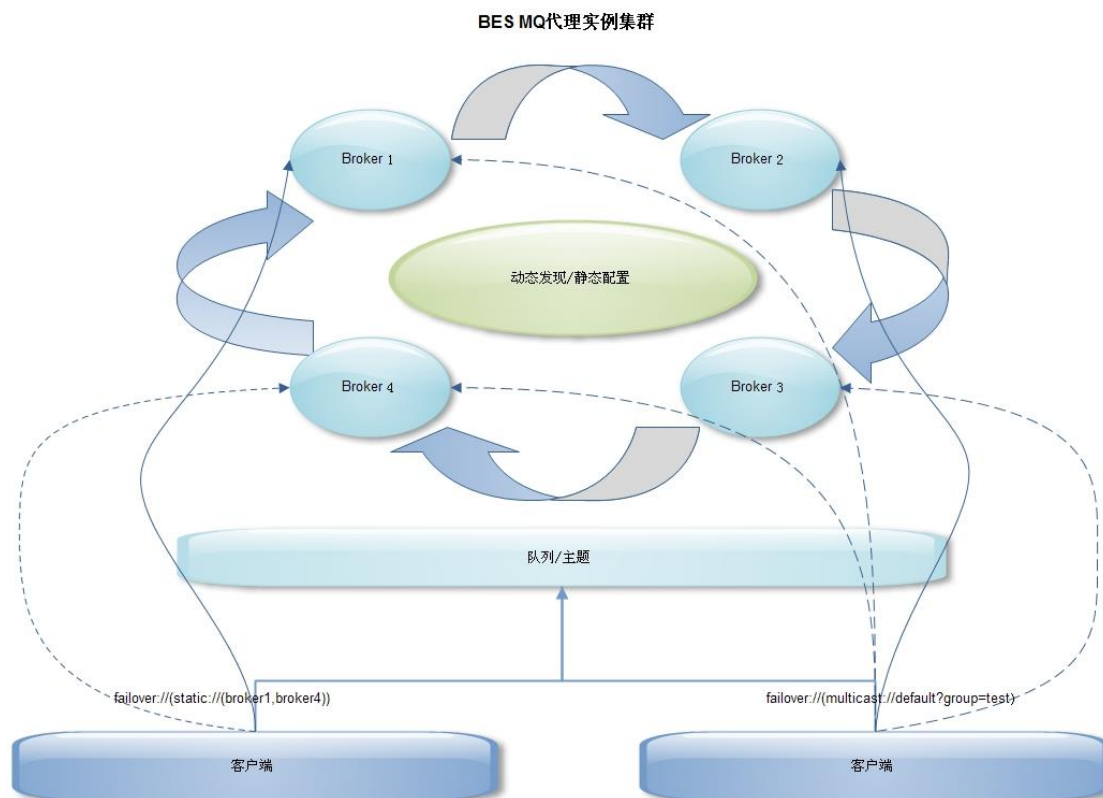 BES MQ代理实例集群
Broker 1
Broker 2
动态发现/静态配置
Broker 4
Broker 3
队列/主题
failover://(static://(broker1,broker4))
failover://(multicast://default?group=test)
客户端
客户端